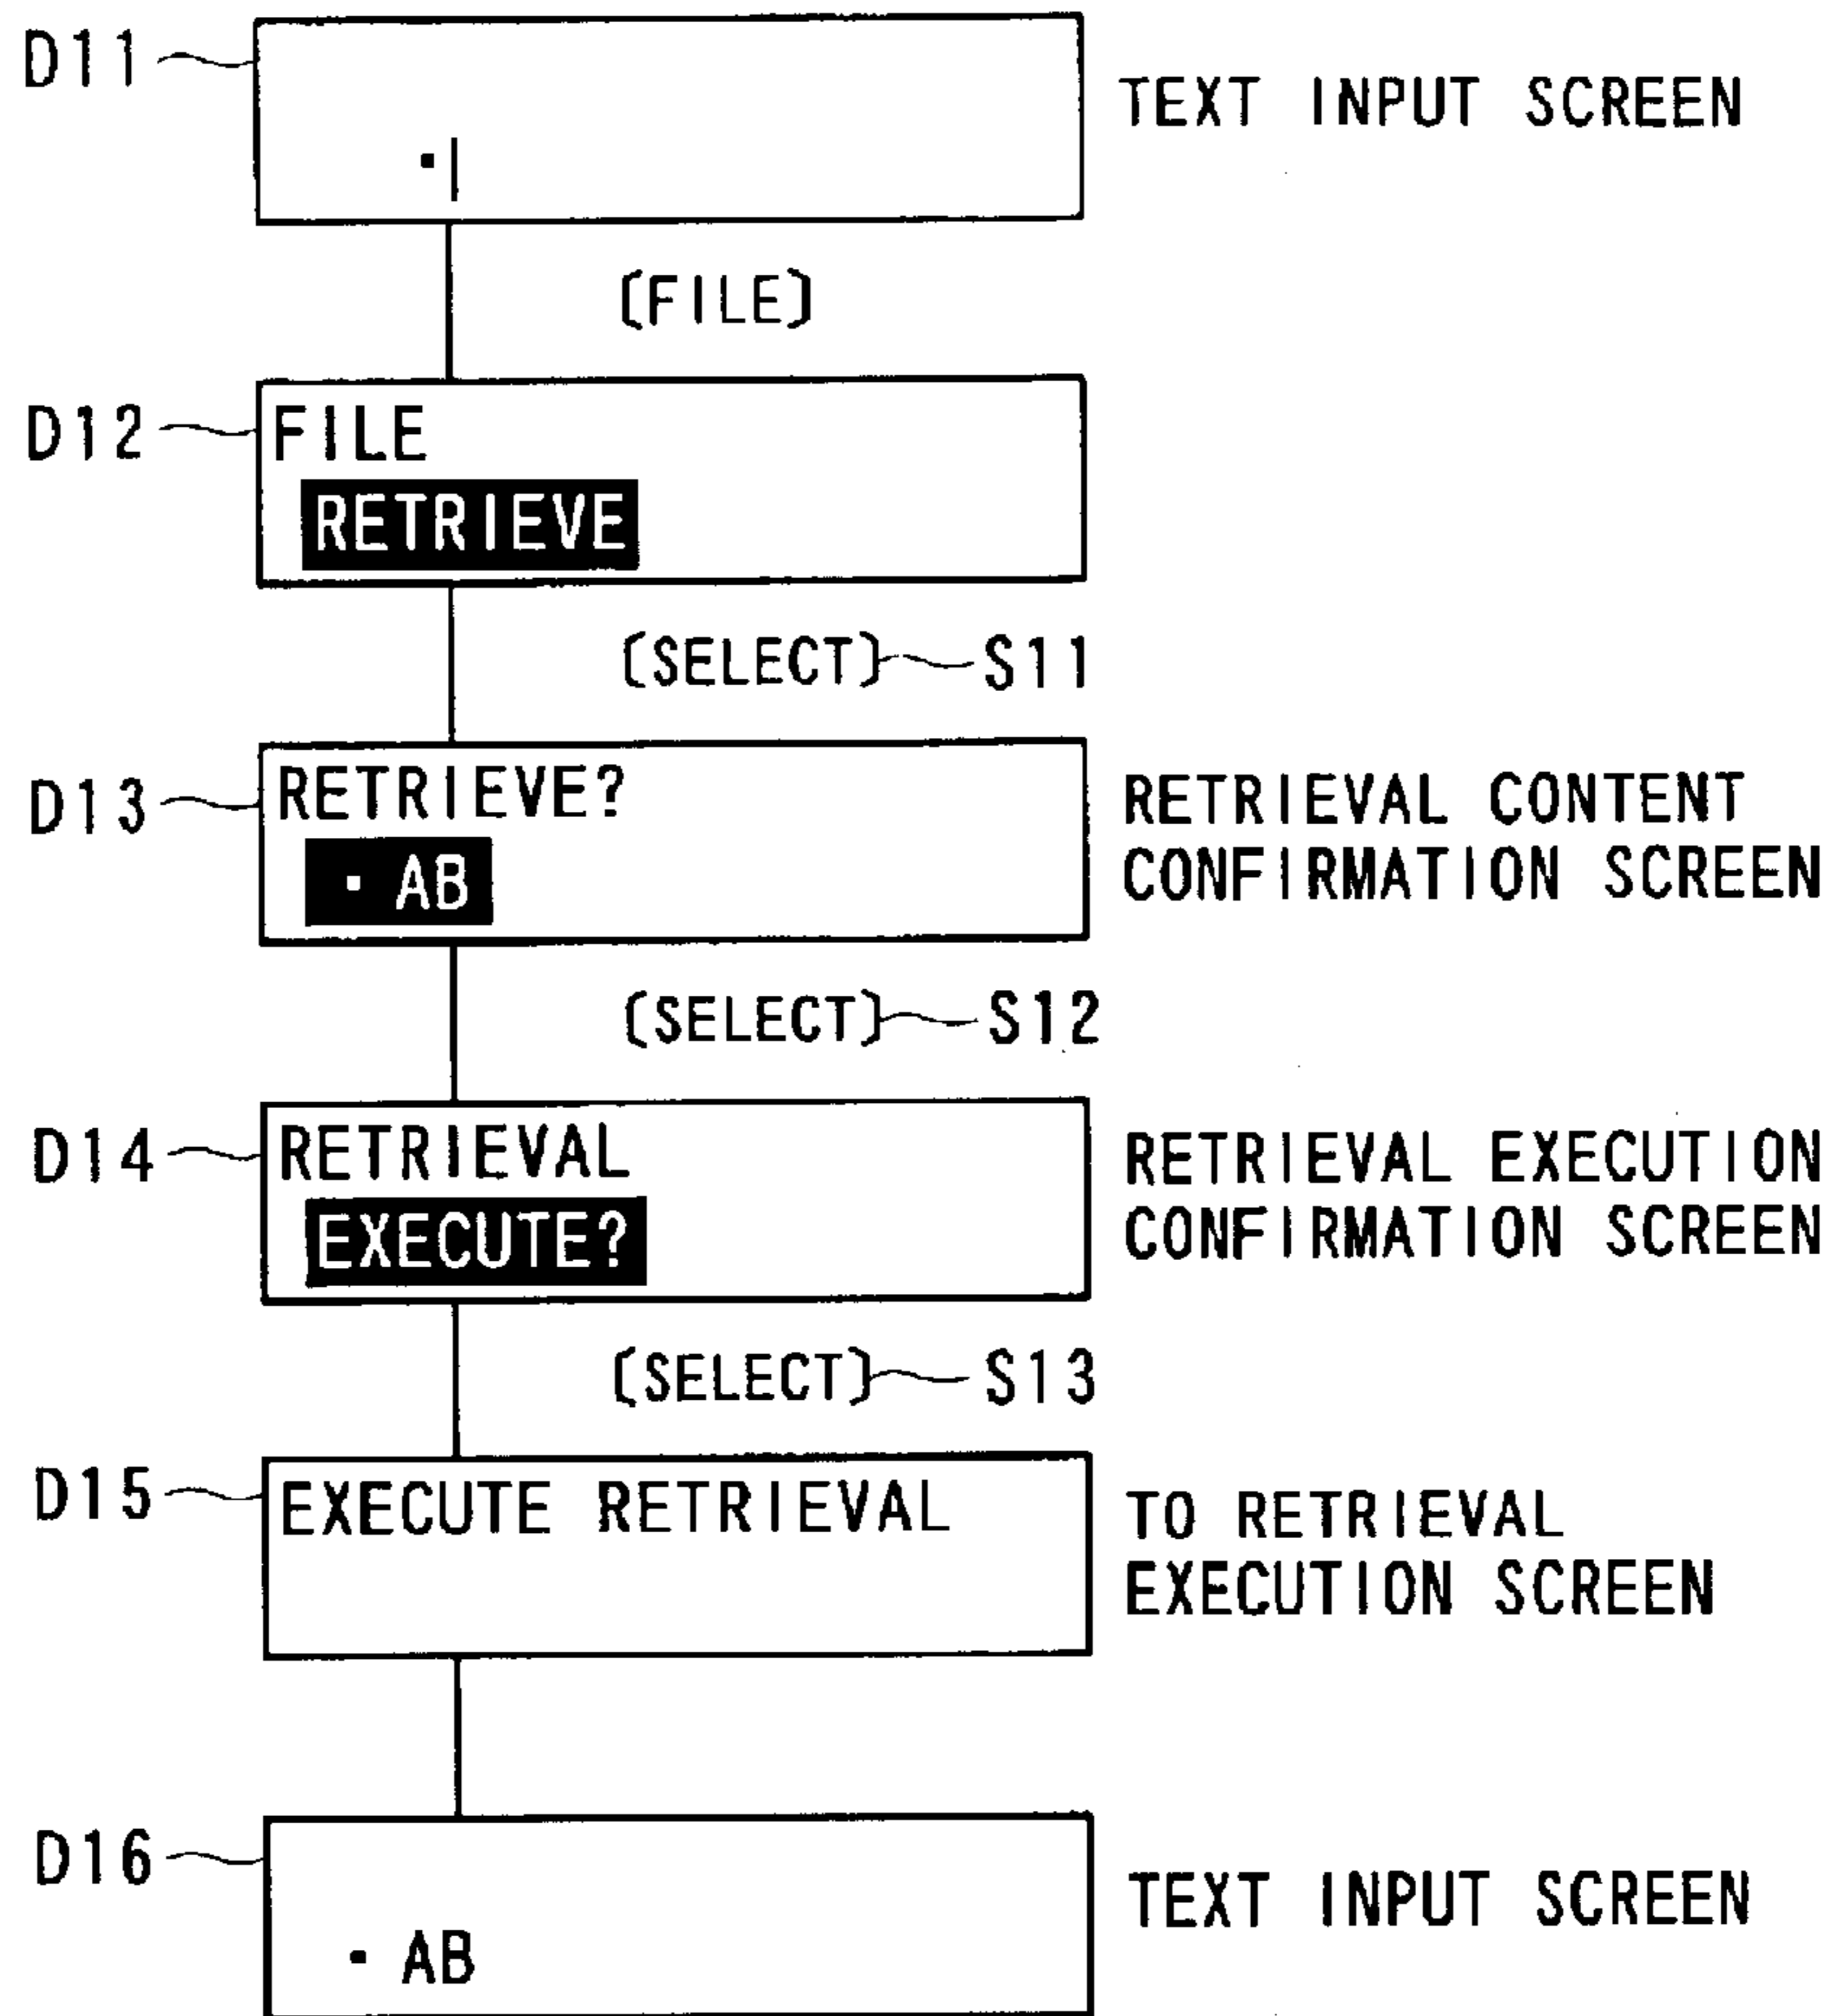 D11
TEXT INPUT SCREEN
(FILE)
D12
FILE
RETRIEVE
(SELECT) S11
D13
RETRIEVE?
· AB
RETRIEVAL CONTENT
CONFIRMATION SCREEN
(SELECT) S12
D14
RETRIEVAL
EXECUTE?
RETRIEVAL EXECUTION
CONFIRMATION SCREEN
(SELECT) S13
D15
EXECUTE RETRIEVAL
TO RETRIEVAL
EXECUTION SCREEN
D16
· AB
TEXT INPUT SCREEN